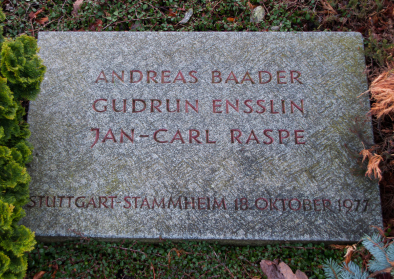 ANDREAS BAADER
GUDRUN ENSSLIN
JAN-CARL RASPE
STUTTGART-STAMMHEIM 18. OKTOBER 1977